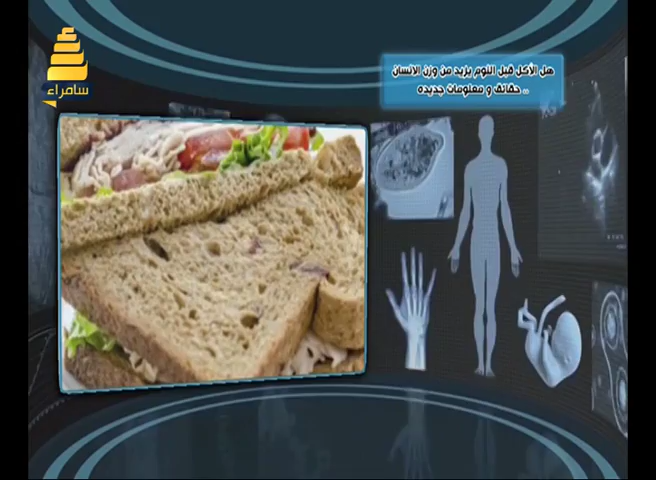 سامراء
هل الأكل قبل النوم يزيد من وزن الانسان
.. حقائق و معلومات جديده